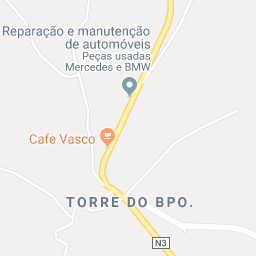 Reparação e manutenção
de automóveis
Peças usadas
Mercedes e BMW
Cafe Vasco
TORRE DO BPO.
N3